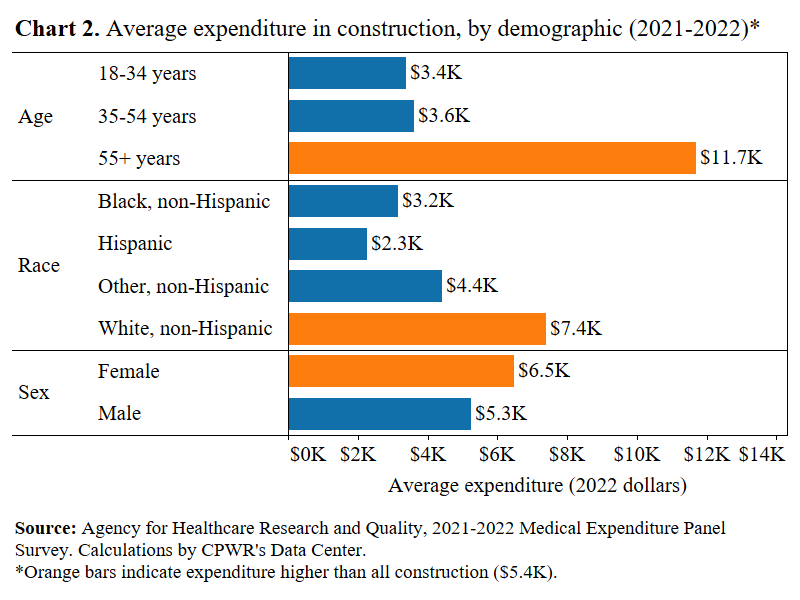 Chart 2. Average expenditure in construction, by demographic (2021-2022)*
Age
18-34 years $3.4K
35-54 years $3.6K
55+ years $11.7K
Race
Black, non-Hispanic $3.2K
Hispanic $2.3K
Other, non-Hispanic $4.4K
White, non-Hispanic $7.4K
Sex
Female $6.5K
Male $5.3K
$0K $2K $4K $6K $8K $10K $12K $14K
Average expenditure (2022 dollars)
Source: Agency for Healthcare Research and Quality, 2021-2022 Medical Expenditure Panel
Survey. Calculations by CPWR's Data Center.
*Orange bars indicate expenditure higher than all construction ($5.4K).